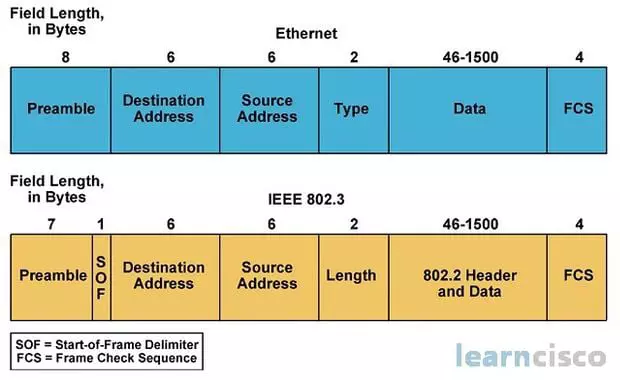 Field Length,
in Bytes
Ethernet
8 6 6 2 46-1500 4
Preamble Destination Address Source Address Type Data FCS
Field Length,
in Bytes
IEEE 802.3
7 1 6 6 2 46-1500 4
Preamble SOF Destination Address Source Address Length 802.2 Header and Data FCS
SOF = Start-of-Frame Delimiter
FCS = Frame Check Sequence
learncisco